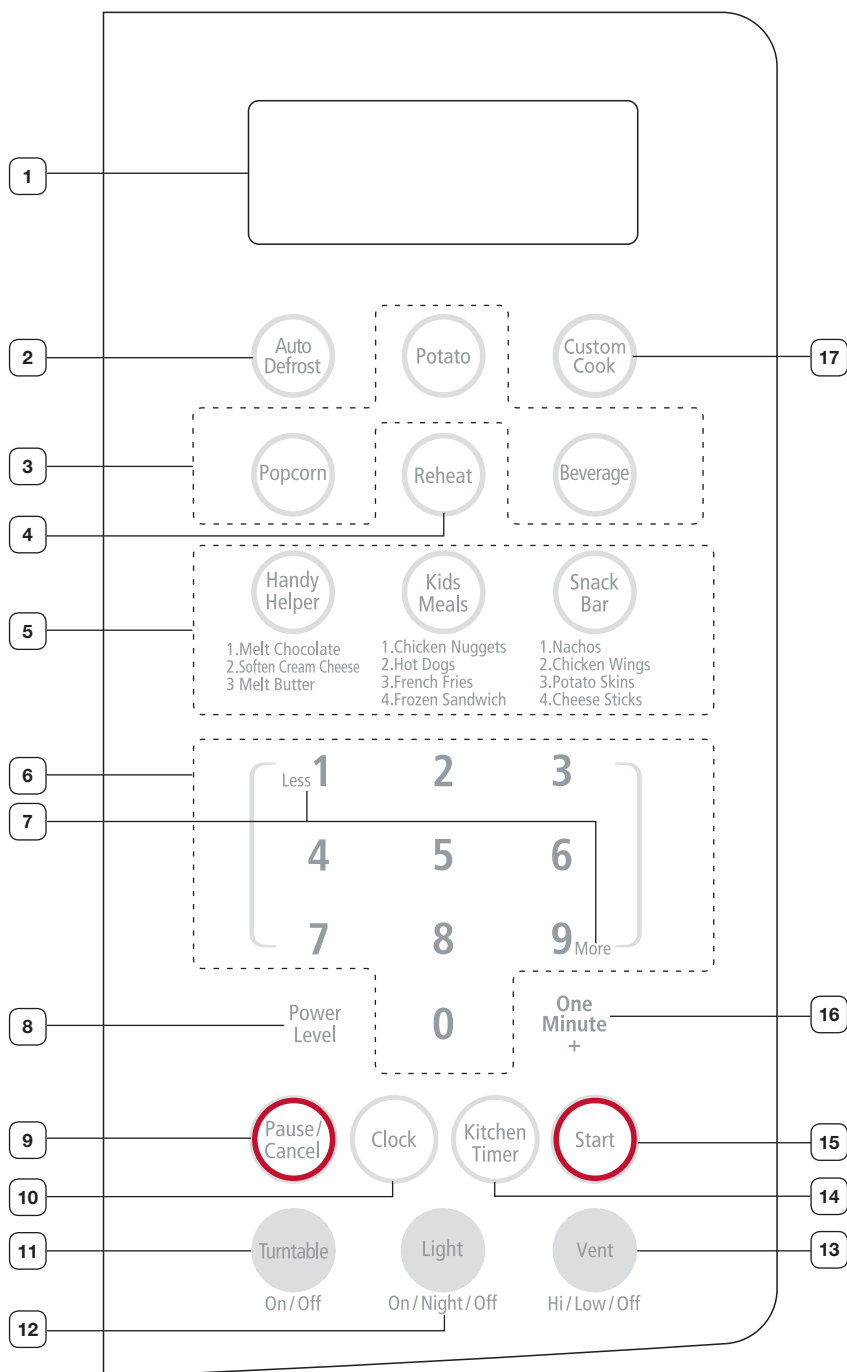 1
Auto
Defrost
Potato
Custom
Cook
2
17
Popcorn
Reheat
Beverage
3
4
Handy
Helper
Kids
Meals
Snack
Bar
5
1.Melt Chocolate
2.Soften Cream Cheese
3 Melt Butter
1.Chicken Nuggets
2.Hot Dogs
3.French Fries
4.Frozen Sandwich
1.Nachos
2.Chicken Wings
3.Potato Skins
4.Cheese Sticks
6
Less 1 2 3
7
4 5 6
7 8 9 More
8
Power
Level
0
One
Minute
+
16
9
Pause/
Cancel
Clock
Kitchen
Timer
Start
15
10
14
11
Turntable
Light
Vent
13
On/Off
On/Night/Off
Hi/Low/Off
12